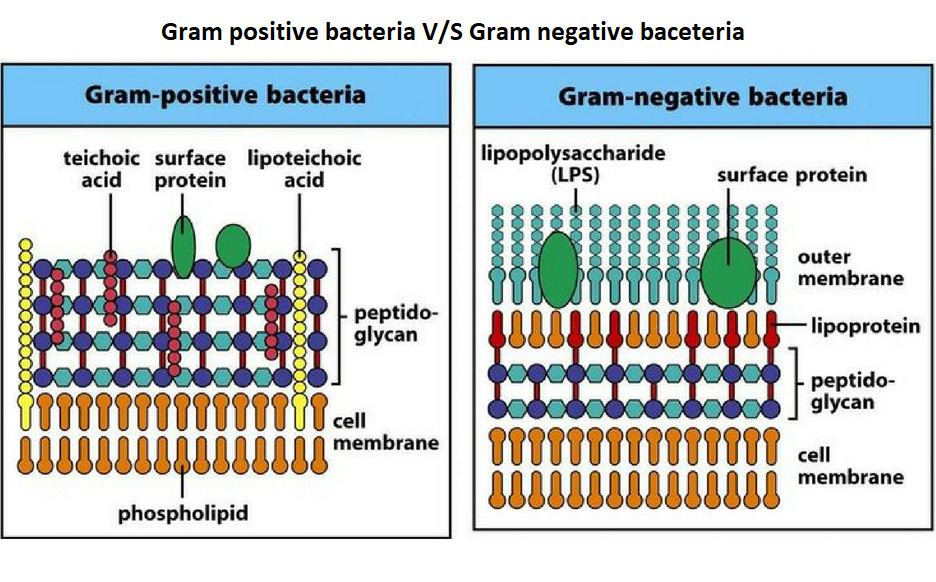 Gram positive bacteria V/S Gram negative baceteria
Gram-positive bacteria
teichoic acid
surface protein
lipoteichoic acid
peptido-
glycan
cell
membrane
phospholipid
Gram-negative bacteria
lipopolysaccharide
(LPS)
surface protein
outer
membrane
lipoprotein
peptido-
glycan
cell
membrane